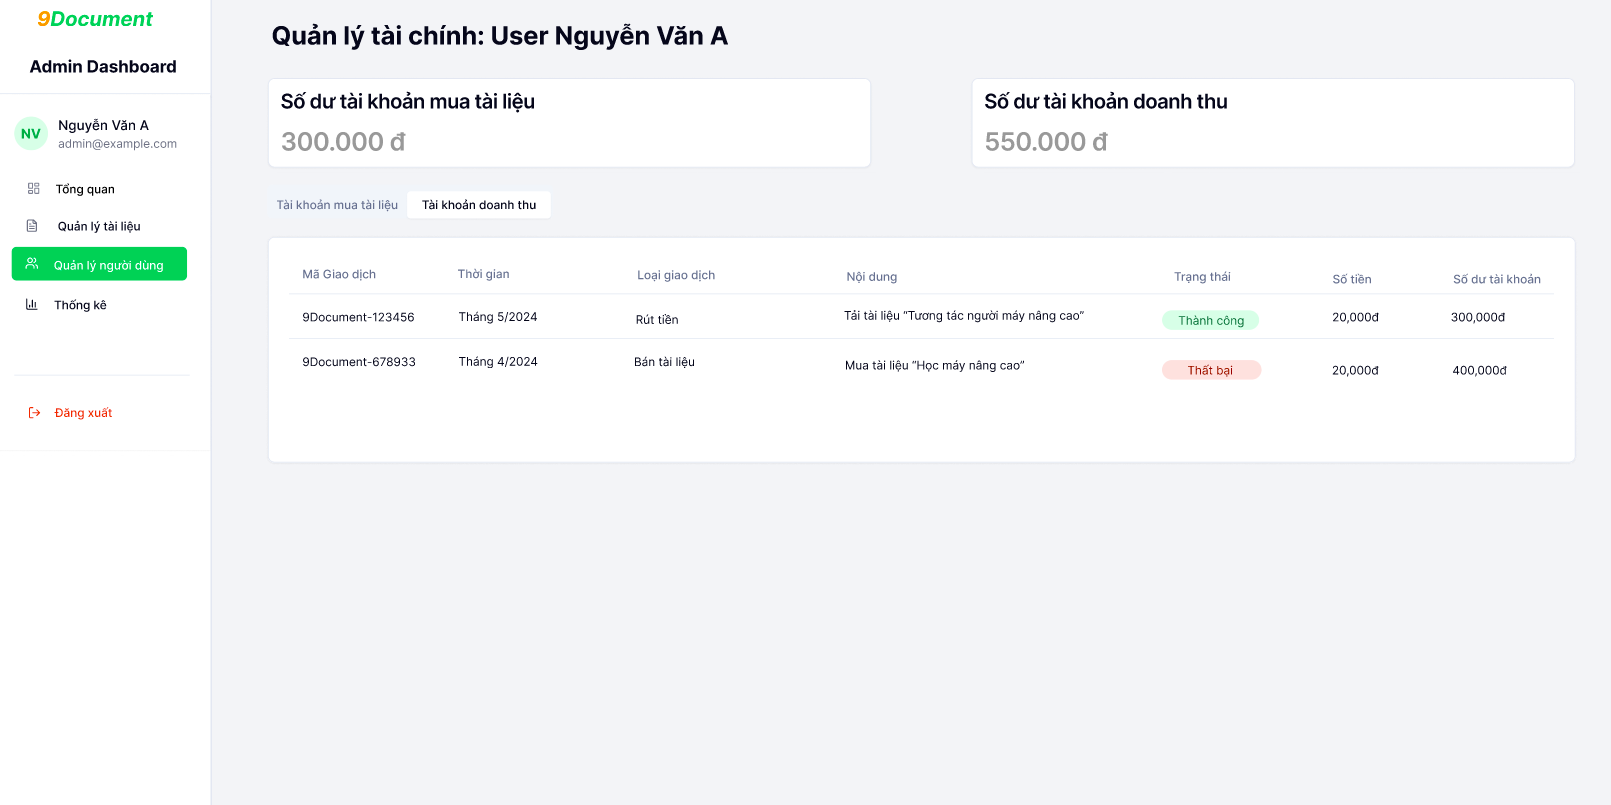 9Document
Admin Dashboard
NV
Nguyễn Văn A
admin@example.com
Tổng quan
Quản lý tài liệu
Quản lý người dùng
Thống kê
Đăng xuất
Quản lý tài chính: User Nguyễn Văn A
Số dư tài khoản mua tài liệu
300.000 đ
Số dư tài khoản doanh thu
550.000 đ
Tài khoản mua tài liệu Tài khoản doanh thu
Mã Giao dịch Thời gian Loại giao dịch Nội dung Trạng thái Số tiền Số dư tài khoản
9Document-123456 Tháng 5/2024 Rút tiền Tải tài liệu “Tương tác người máy nâng cao” Thành công 20,000đ 300,000đ
9Document-678933 Tháng 4/2024 Bán tài liệu Mua tài liệu “Học máy nâng cao” Thất bại 20,000đ 400,000đ